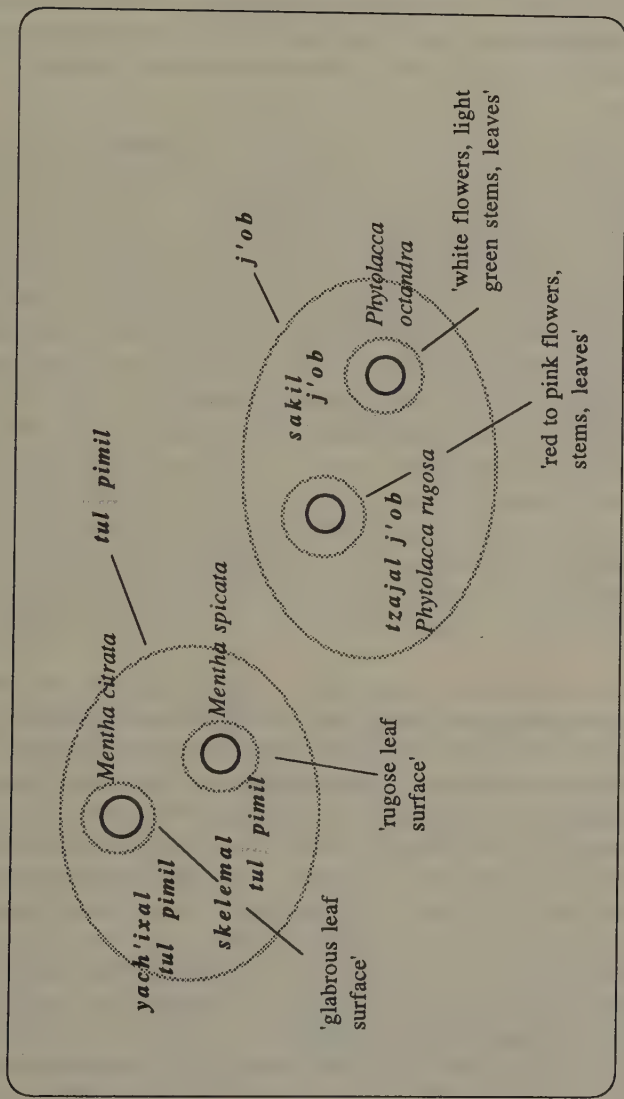 tul pimil
Mentha citrata
yach'ixal
tul pimil
Mentha spicata
skelemal
tul pimil
'glabrous leaf
surface'
'rugose leaf
surface'
j'ob
sakil
j'ob
Phytolacca
octandra
tzajal j'ob
Phytolacca rugosa
'white flowers, light
green stems, leaves'
'red to pink flowers,
stems, leaves'